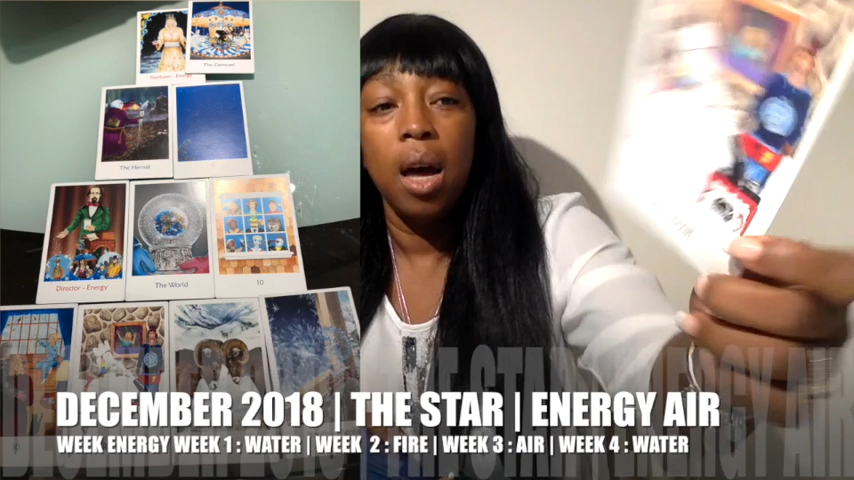 Nurturer - Energy
The Carousel
The Hermit
Director - Energy
The World
10
DECEMBER 2018 | THE STAR | ENERGY AIR
WEEK ENERGY WEEK 1 : WATER | WEEK 2 : FIRE | WEEK 3 : AIR | WEEK 4 : WATER